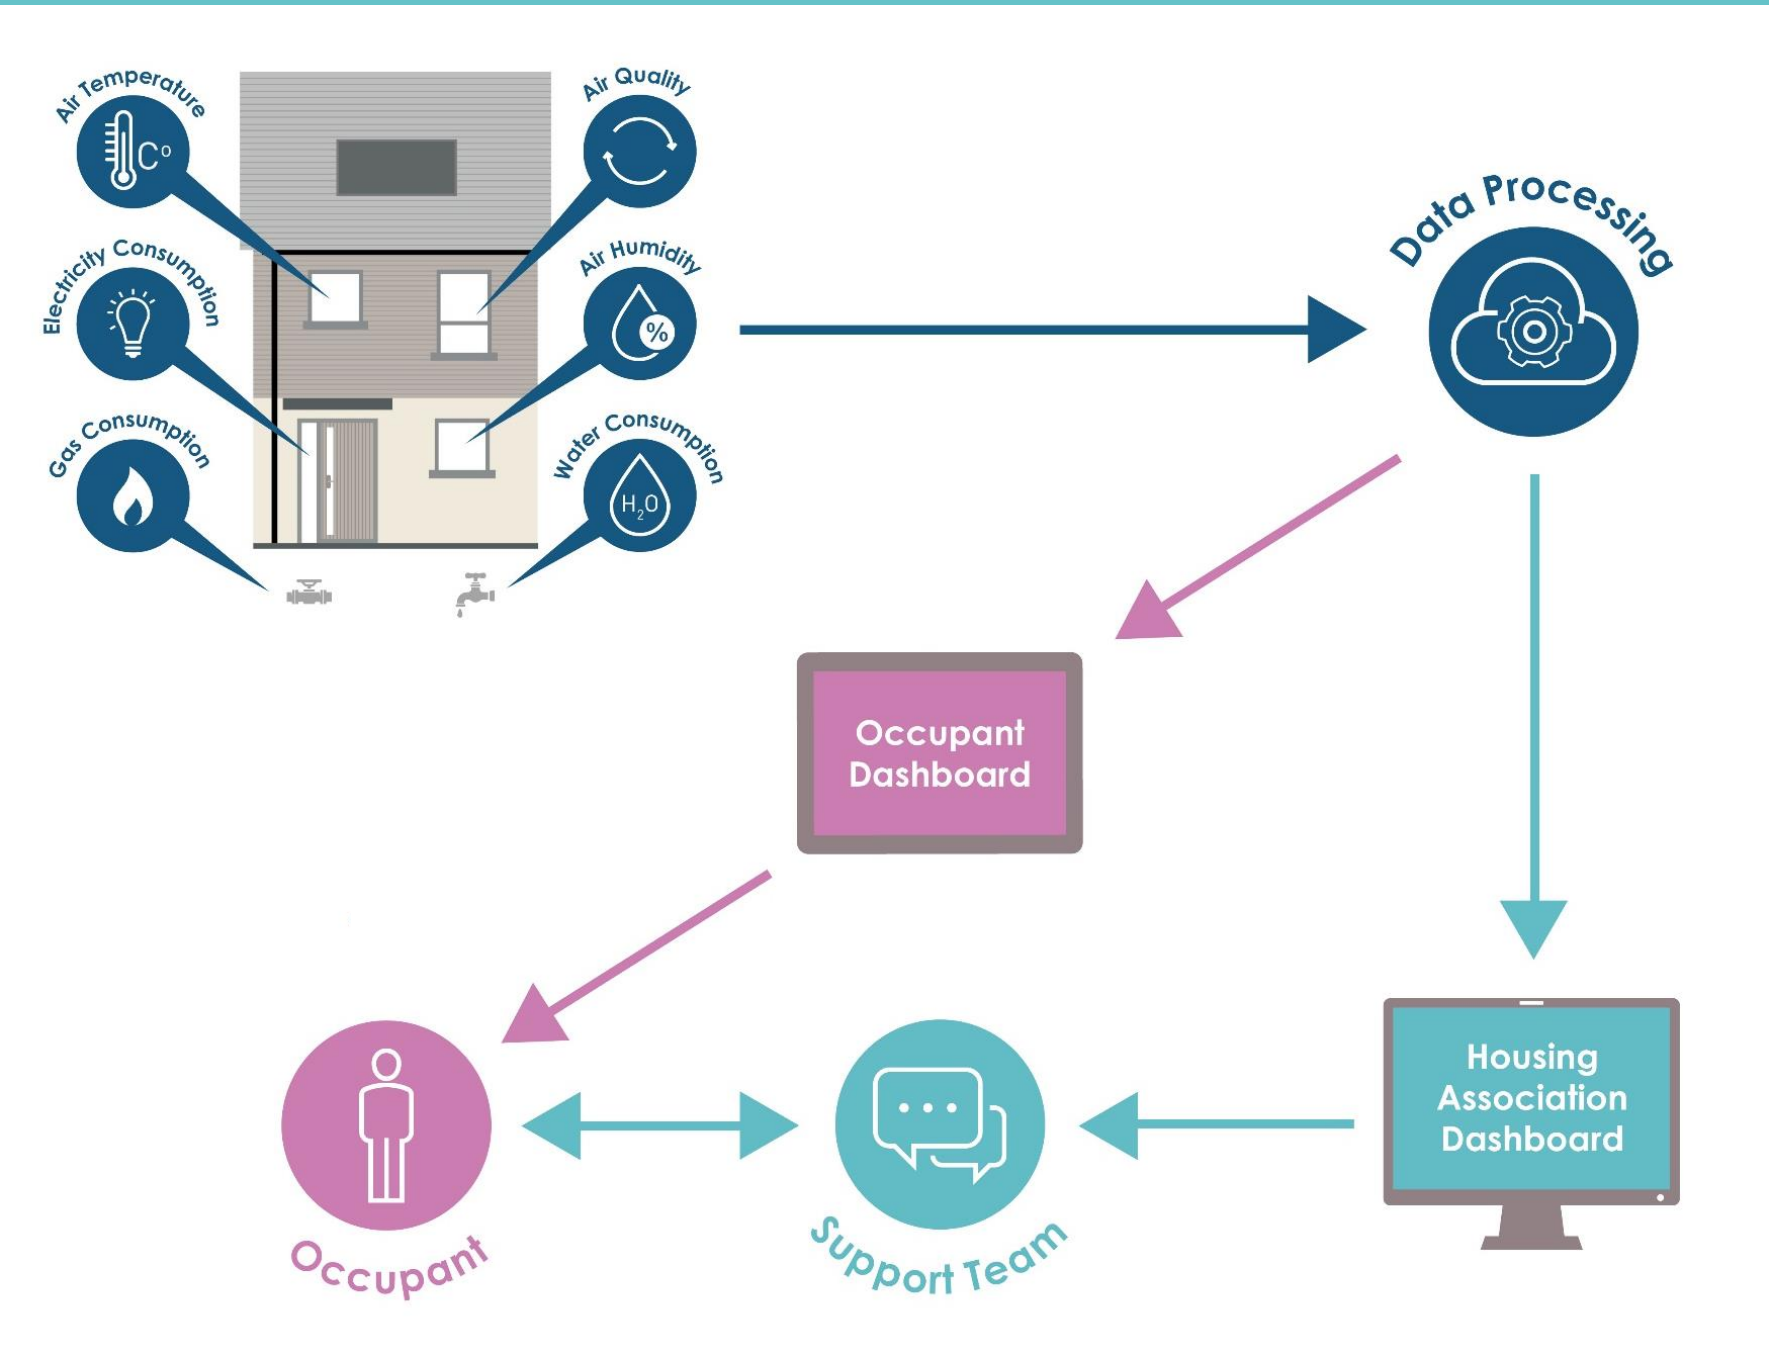 Air Temperature
C°
Air Quality
Electricity Consumption
Air Humidity
%
Gas Consumption
Water Consumption
H₂O
Data Processing
Occupant
Dashboard
Housing
Association
Dashboard
Occupant
Support Team